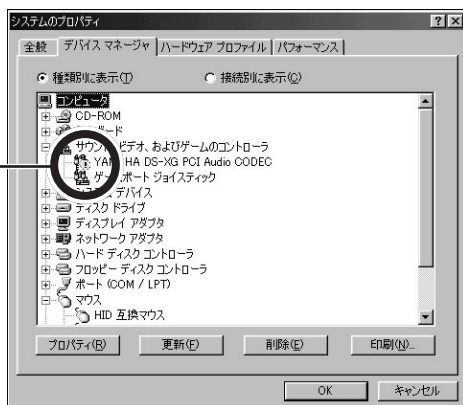 システムのプロパティ
全般 デバイス マネージャ ハードウェア プロファイル パフォーマンス
種類別に表示(T) 接続別に表示(C)
コンピュータ
CD-ROM
ード
サウンド ビデオ、およびゲームのコントローラ
YAM HA DS-XG PCI Audio CODEC
ゲー ポート ジョイスティック
デバイス
ディスク ドライブ
ディスプレイ アダプタ
ネットワーク アダプタ
ハード ディスク コントローラ
フロッピー ディスク コントローラ
ポート (COM / LPT)
マウス
HID 互換マウス
プロパティ(R) 更新(F) 削除(E) 印刷(N)...
OK キャンセル